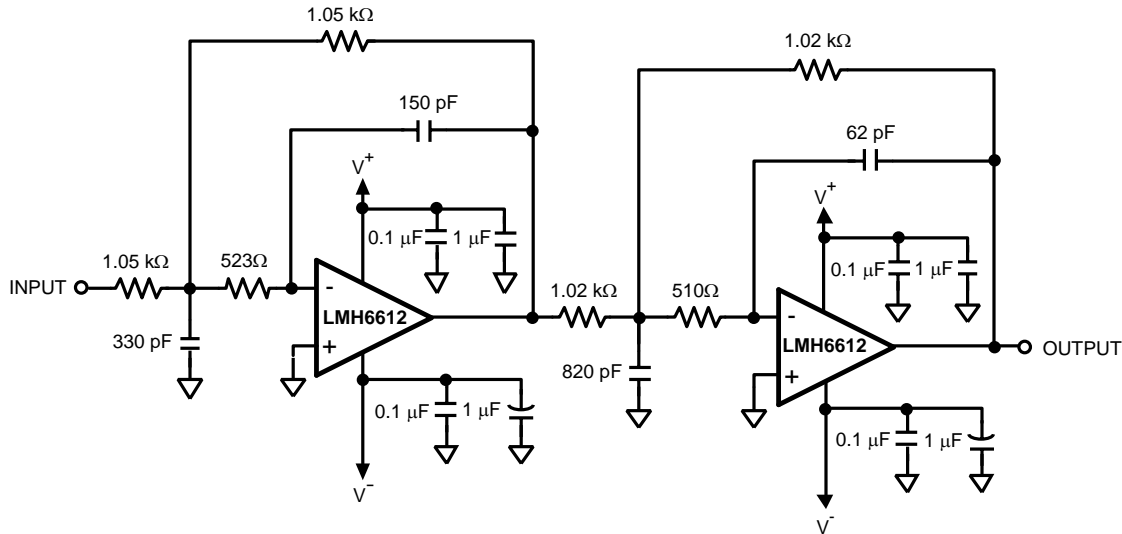 1.05 kΩ
150 pF
V+
0.1 µF
1 µF
1.05 kΩ
523Ω
INPUT
-
LMH6612
+
330 pF
0.1 µF
1 µF
V-
1.02 kΩ
62 pF
V+
0.1 µF
1 µF
1.02 kΩ
510Ω
-
LMH6612
+
OUTPUT
820 pF
0.1 µF
1 µF
V-